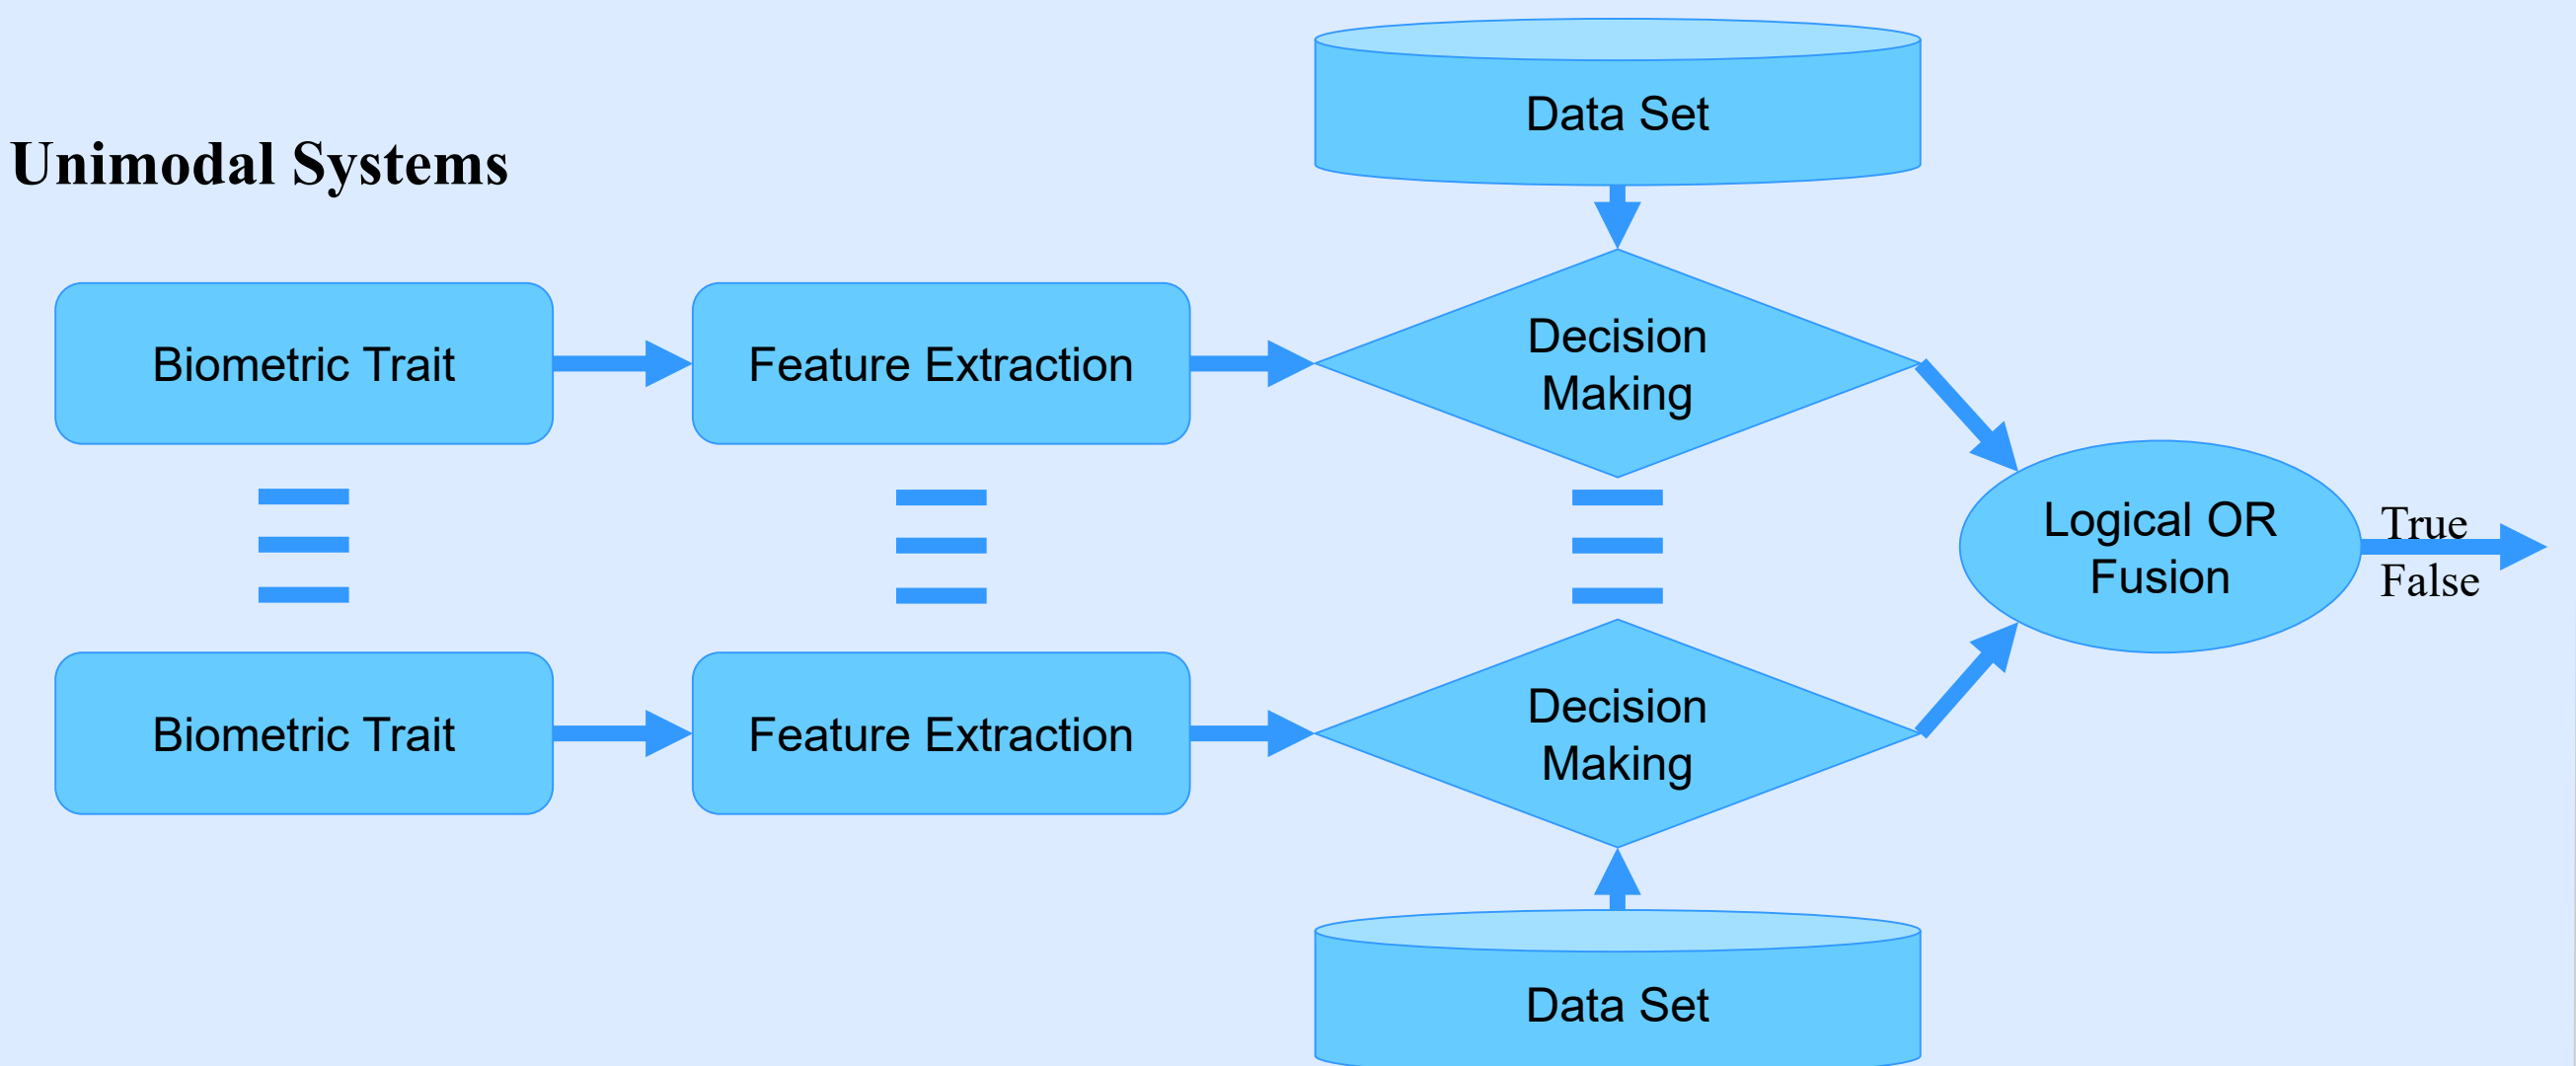 Data Set
Unimodal Systems
Biometric Trait
Feature Extraction
Decision
Making
Logical OR
Fusion
True
False
Biometric Trait
Feature Extraction
Decision
Making
Data Set